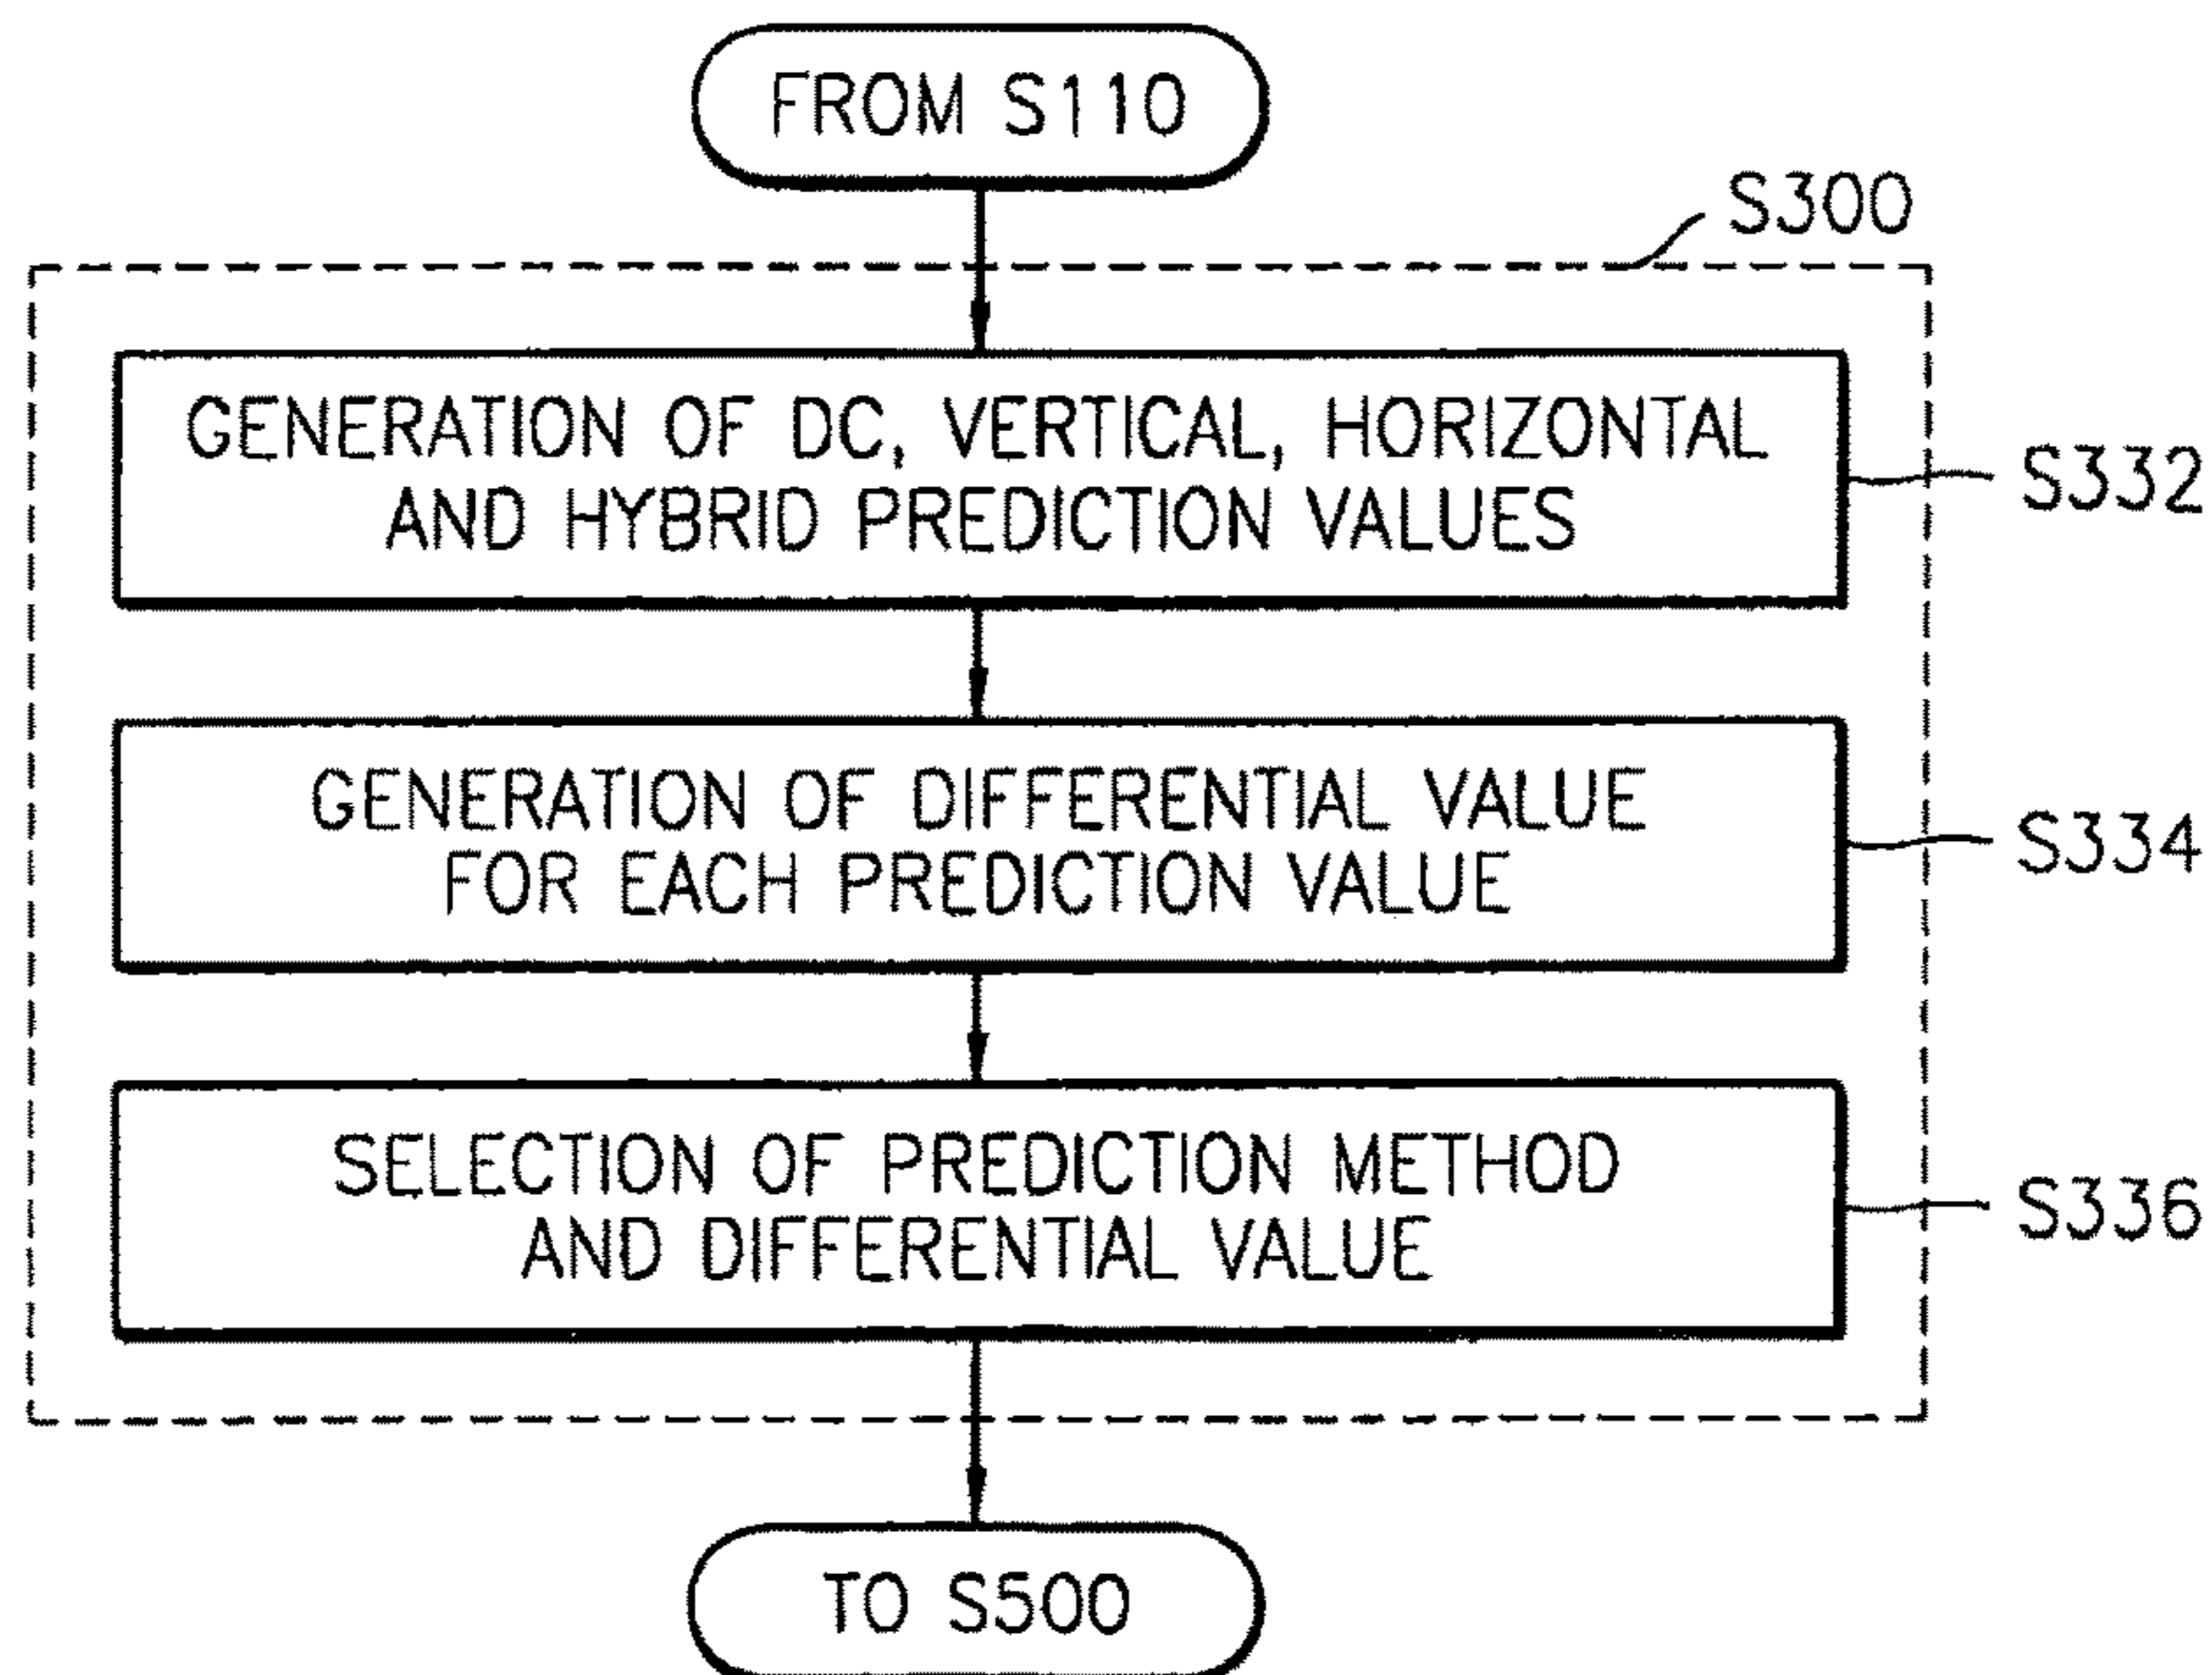 FROM S110
S300
GENERATION OF DC, VERTICAL, HORIZONTAL
AND HYBRID PREDICTION VALUES
S332
GENERATION OF DIFFERENTIAL VALUE
FOR EACH PREDICTION VALUE
S334
SELECTION OF PREDICTION METHOD
AND DIFFERENTIAL VALUE
S336
TO S500